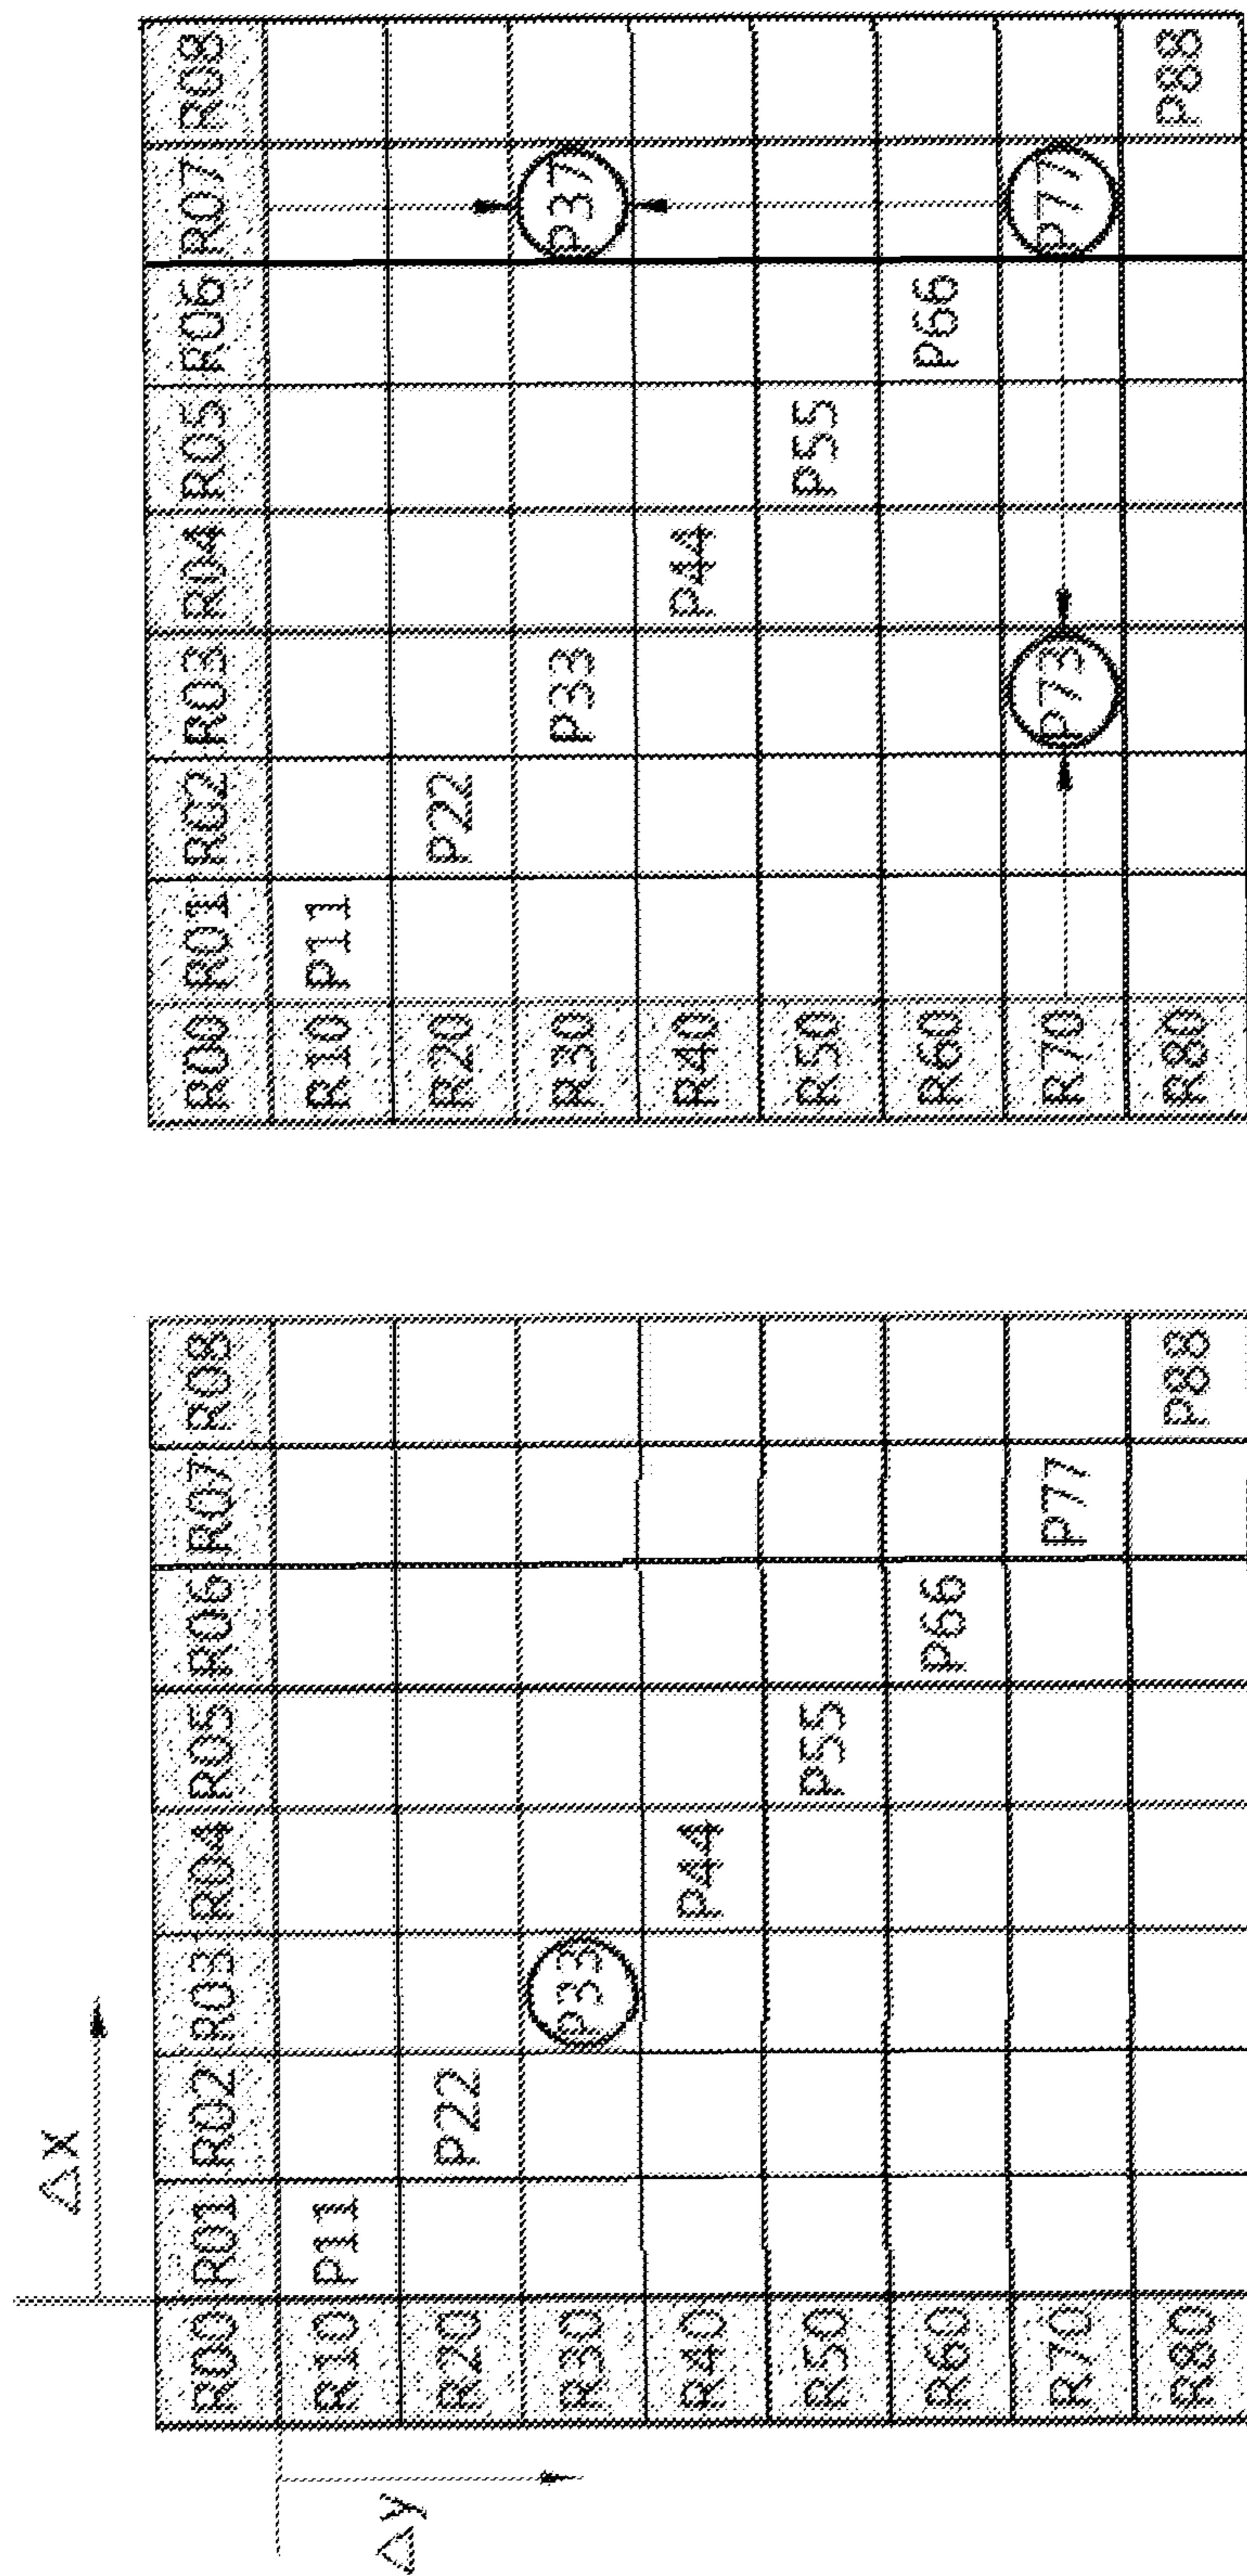 Δx
Δy
R00 R01 R02 R03 R04 R05 R06 R07 R08
R10 P11
R20 P22
R30 P33
R40 P44
R50 P55
R60 P66
R70 P77
R80 P88
R00 R01 R02 R03 R04 R05 R06 R07 R08
R10 P11
R20 P22
R30 P33 P37
R40 P44
R50 P55
R60 P66
R70 P73 P77
R80 P88